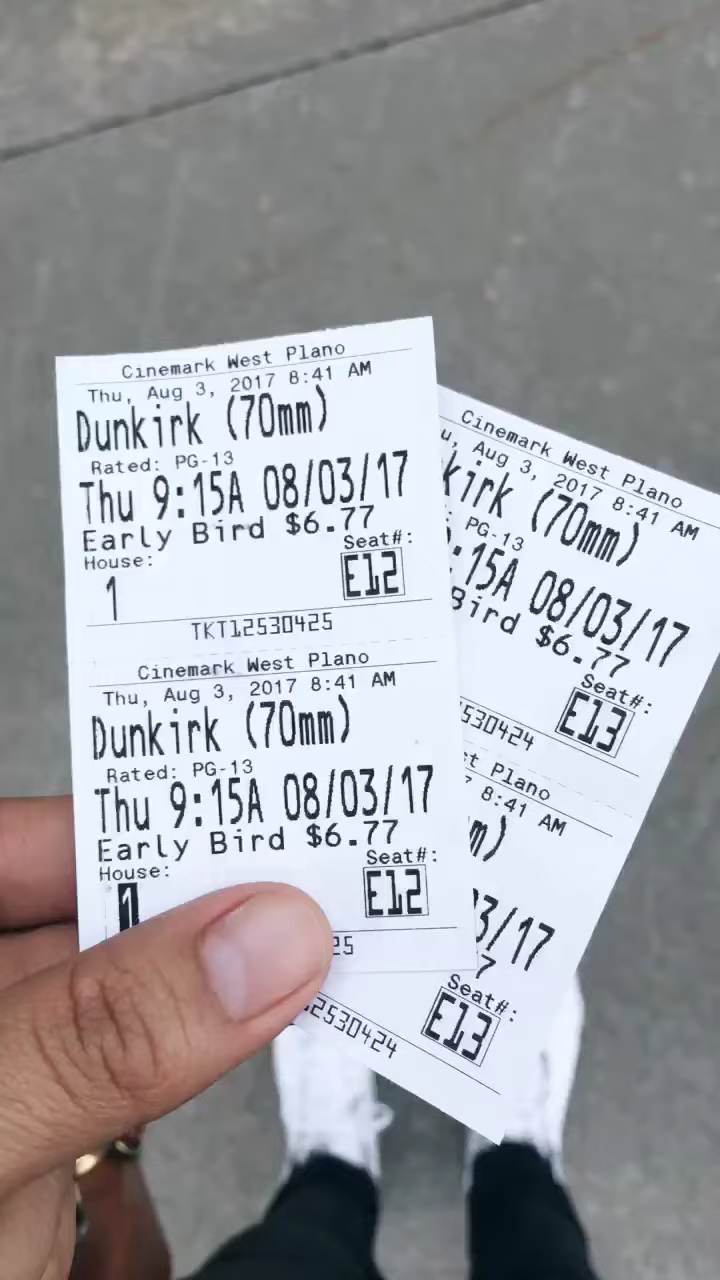 Cinemark West Plano
Thu, Aug 3, 2017 8:41 AM
Dunkirk (70mm)
Rated: PG-13
Thu 9:15A 08/03/17
Early Bird $6.77
House:
Seat#:
1
E12
TKT12530425
Cinemark West Plano
Thu, Aug 3, 2017 8:41 AM
Dunkirk (70mm)
Rated: PG-13
Thu 9:15A 08/03/17
Early Bird $6.77
House:
Seat#:
1
E12
25
Cinemark West Plano
u, Aug 3, 2017 8:41 AM
kirk (70mm)
PG-13
:15A 08/03/17
Bird $6.77
Seat#:
E13
530424
t Plano
7 8:41 AM
m)
3/17
7
Seat#:
E13
2530424